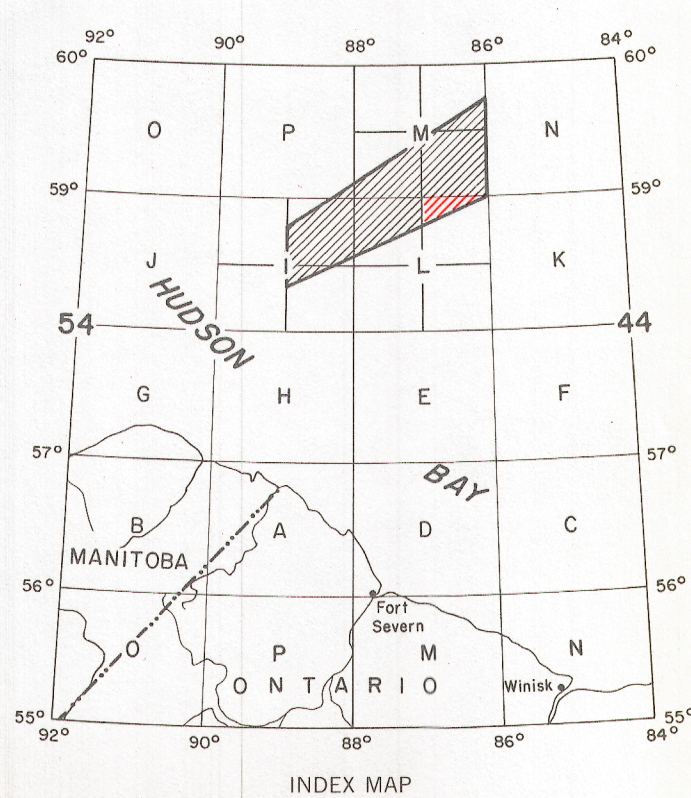 92° 90° 88° 86° 84°
60° 60°
O P M N
59° 59°
J I L K
HUDSON
54 44
G H E F
57° 57°
BAY
B A D C
MANITOBA
56° 56°
Fort
Severn
O P M N
ONTARIO
Winisk
55° 55°
92° 90° 88° 86° 84°
INDEX MAP